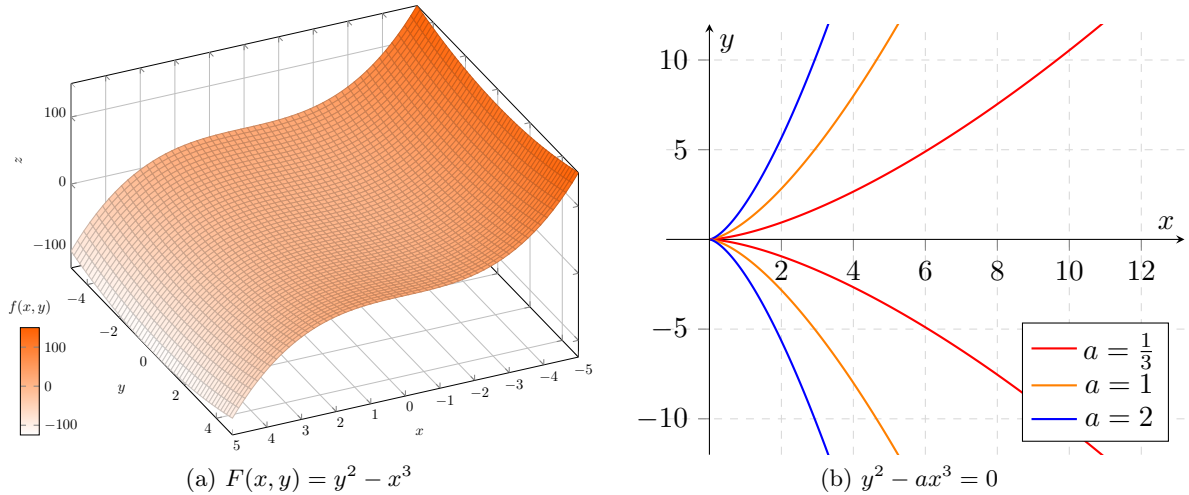 100
0
−100
z
−4
−2
0
2
4
y
5
4
3
2
1
0
−1
−2
−3
−4
−5
x
f(x, y)
100
0
−100
(a) F(x, y) = y² − x³
y
x
10
5
−5
−10
2
4
6
8
10
12
a = 1/3
a = 1
a = 2
(b) y² − ax³ = 0